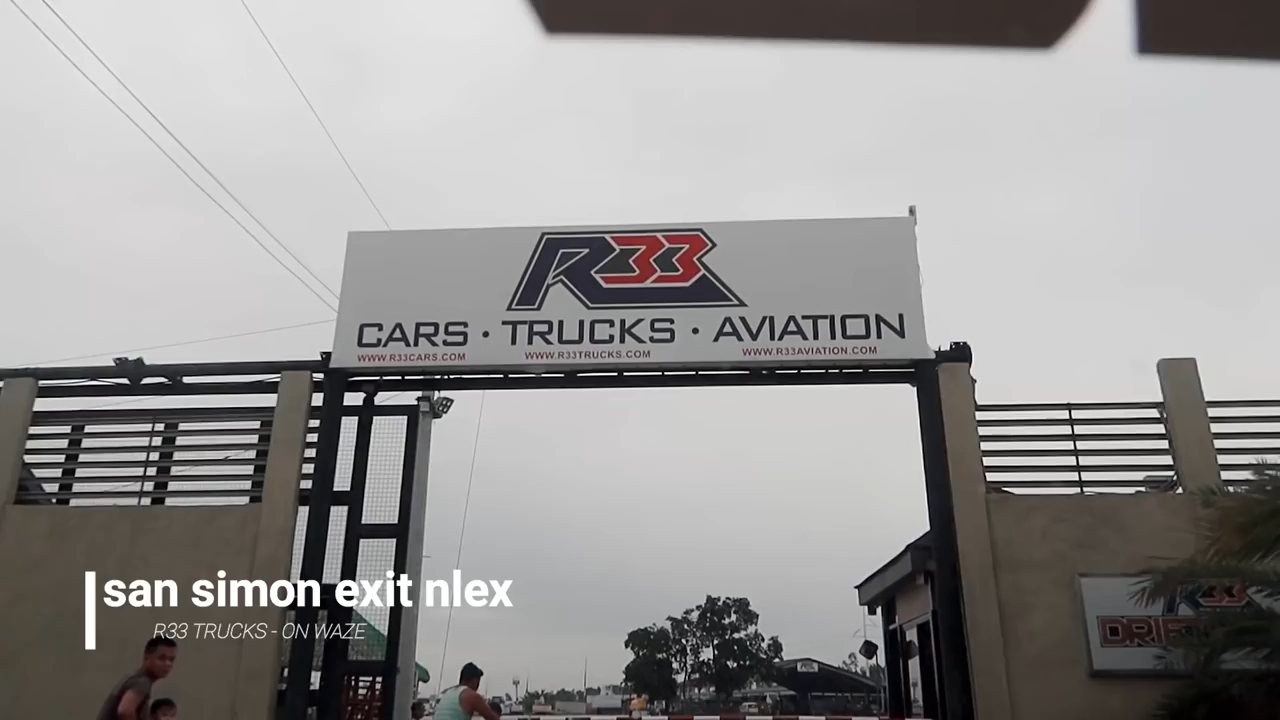 R33
CARS · TRUCKS · AVIATION
WWW.R33CARS.COM WWW.R33TRUCKS.COM WWW.R33AVIATION.COM
san simon exit nlex
R33 TRUCKS - ON WAZE
R33